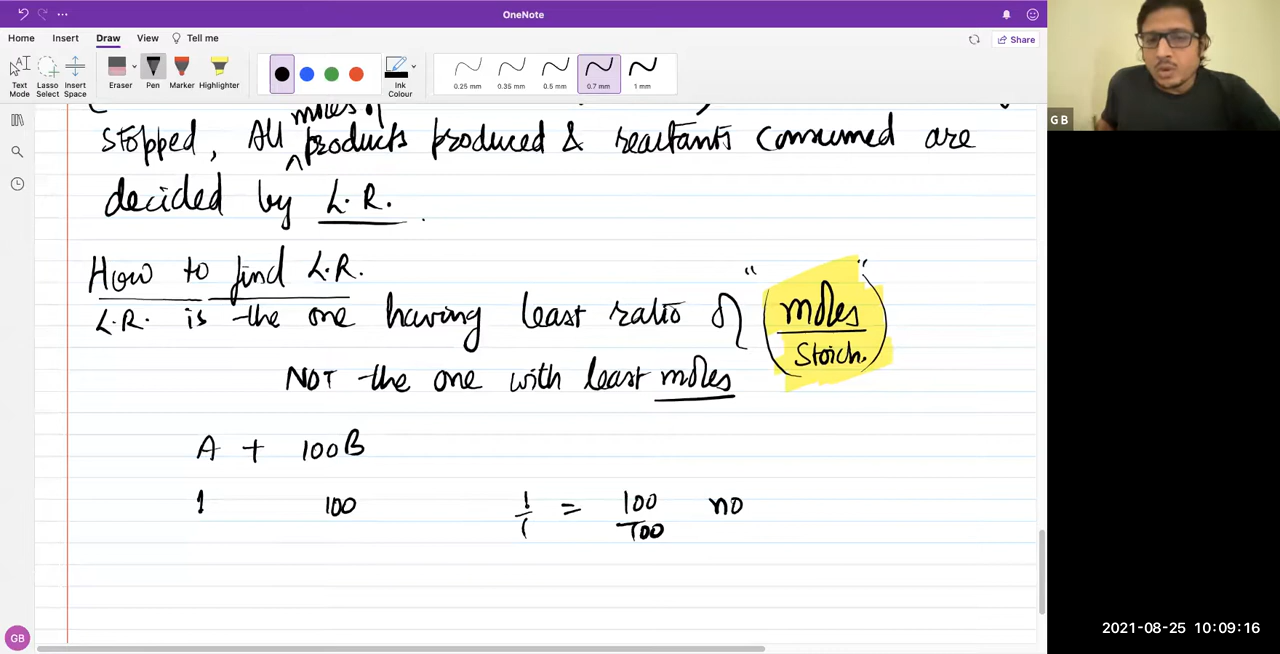 OneNote
Home Insert Draw View Tell me
Share
Text Mode Lasso Select Insert Space Eraser Pen Marker Highlighter 0.25 mm 0.35 mm 0.5 mm 0.7 mm 1 mm Ink Colour
GB
moles of
stopped, All ^ products produced & reactants consumed are
decided by L.R.
How to find L.R.
L.R. is the one having least ratio of "(moles/Stoich.)"
NOT the one with least moles
A + 100B
1 100 1/1 = 100/100 no
GB
2021-08-25 10:09:16